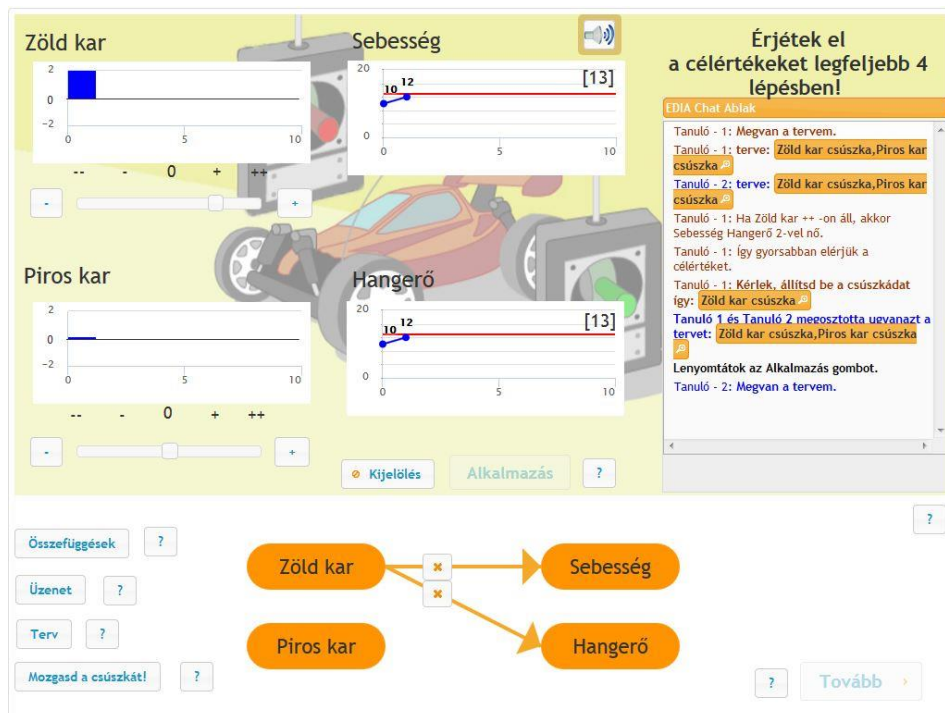 Zöld kar
2
0
-2
0
5
10
--
-
0
+
++
-
+
Piros kar
2
0
-2
0
5
10
--
-
0
+
++
-
+
Sebesség
20
10
12
[13]
0
0
5
10
Hangerő
20
10
12
[13]
0
0
5
10
Kijelölés
Alkalmazás
?
Érjétek el
a célértékeket legfeljebb 4
lépésben!
EDIA Chat Ablak
Tanuló - 1: Megvan a tervem.
Tanuló - 1: terve: Zöld kar csúszka,Piros kar
csúszka
Tanuló - 2: terve: Zöld kar csúszka,Piros kar
csúszka
Tanuló - 1: Ha Zöld kar ++ -on áll, akkor
Sebesség Hangerő 2-vel nő.
Tanuló - 1: Így gyorsabban elérjük a
célértéket.
Tanuló - 1: Kérlek, állítsd be a csúszkádat
így: Zöld kar csúszka
Tanuló 1 és Tanuló 2 megosztotta ugyanazt a
tervet: Zöld kar csúszka,Piros kar csúszka
Lenyomtátok az Alkalmazás gombot.
Tanuló - 2: Megvan a tervem.
?
Összefüggések
?
Üzenet
?
Terv
?
Mozgasd a csúszkát!
?
Zöld kar
Sebesség
Piros kar
Hangerő
?
Tovább